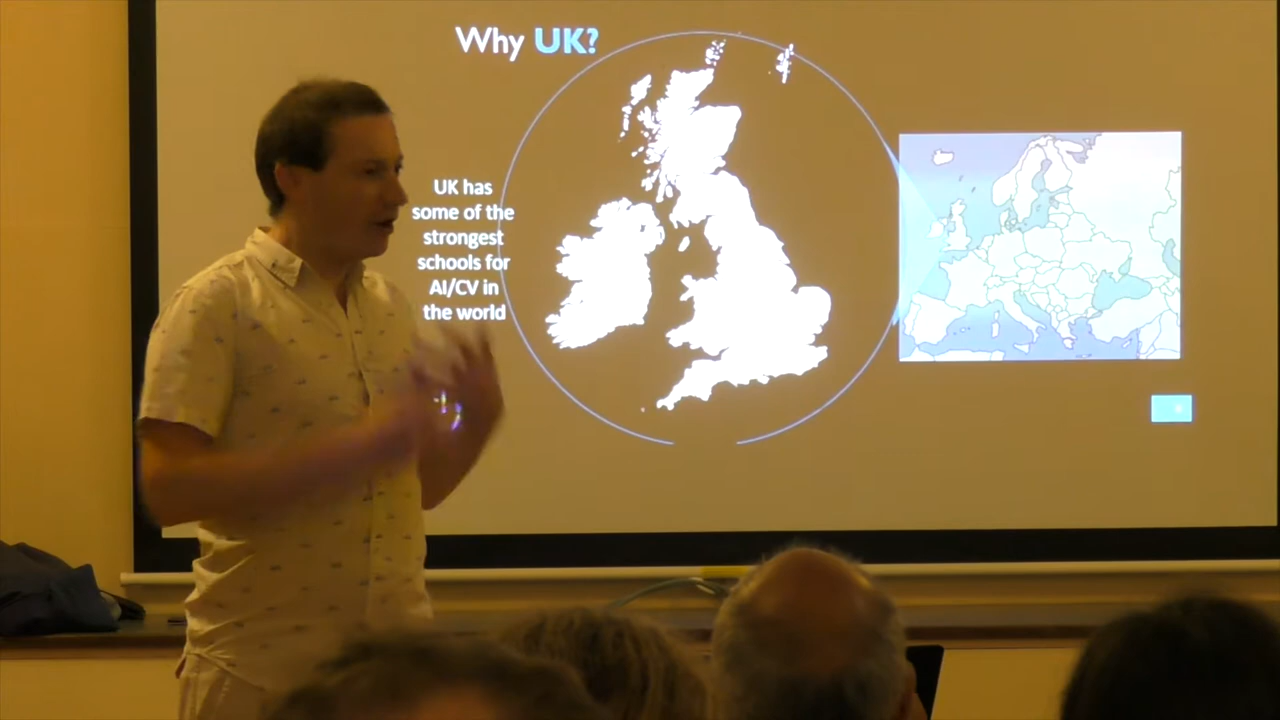 Why UK?
UK has
some of the
strongest
schools for
AI/CV in
the world